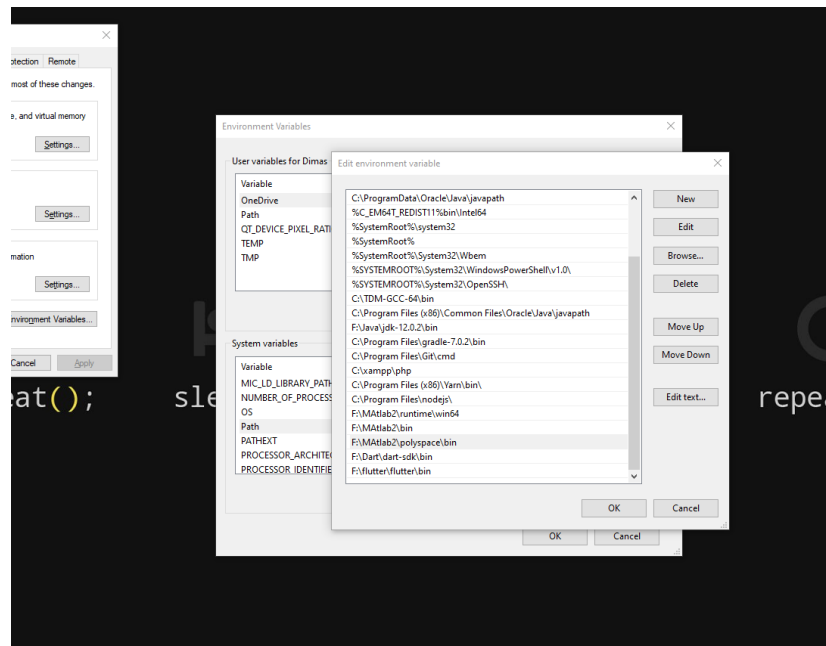 otection Remote
most of these changes.
e, and virtual memory
Settings...
Settings...
mation
Settings...
nvironment Variables...
Cancel Apply
Environment Variables
User variables for Dimas
Variable
OneDrive
Path
QT_DEVICE_PIXEL_RATI
TEMP
TMP
System variables
Variable
MIC_LD_LIBRARY_PATH
NUMBER_OF_PROCESS
OS
Path
PATHEXT
PROCESSOR_ARCHITE
PROCESSOR_IDENTIFIE
OK Cancel
Edit environment variable
C:\ProgramData\Oracle\Java\javapath
%C_EM64T_REDIST11%bin\Intel64
%SystemRoot%\system32
%SystemRoot%
%SystemRoot%\System32\Wbem
%SYSTEMROOT%\System32\WindowsPowerShell\v1.0\
%SYSTEMROOT%\System32\OpenSSH\
C:\TDM-GCC-64\bin
C:\Program Files (x86)\Common Files\Oracle\Java\javapath
F:\Java\jdk-12.0.2\bin
C:\Program Files\gradle-7.0.2\bin
C:\Program Files\Git\cmd
C:\xampp\php
C:\Program Files (x86)\Yarn\bin\
C:\Program Files\nodejs\
F:\MAtlab2\runtime\win64
F:\MAtlab2\bin
F:\MAtlab2\polyspace\bin
F:\Dart\dart-sdk\bin
F:\flutter\flutter\bin
New
Edit
Browse...
Delete
Move Up
Move Down
Edit text...
OK Cancel
eat(); sle repea